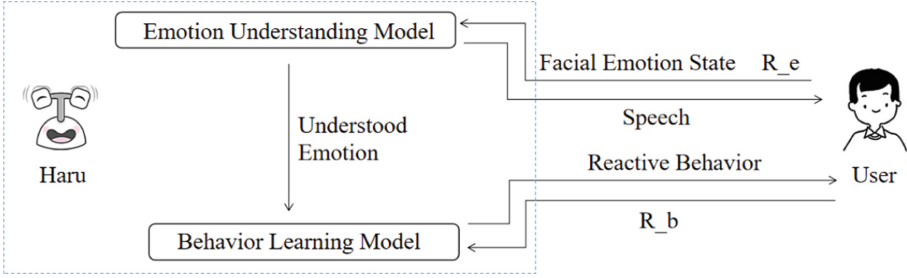 Emotion Understanding Model
Facial Emotion State R_e
Speech
Understood
Emotion
Haru
Reactive Behavior
User
R_b
Behavior Learning Model